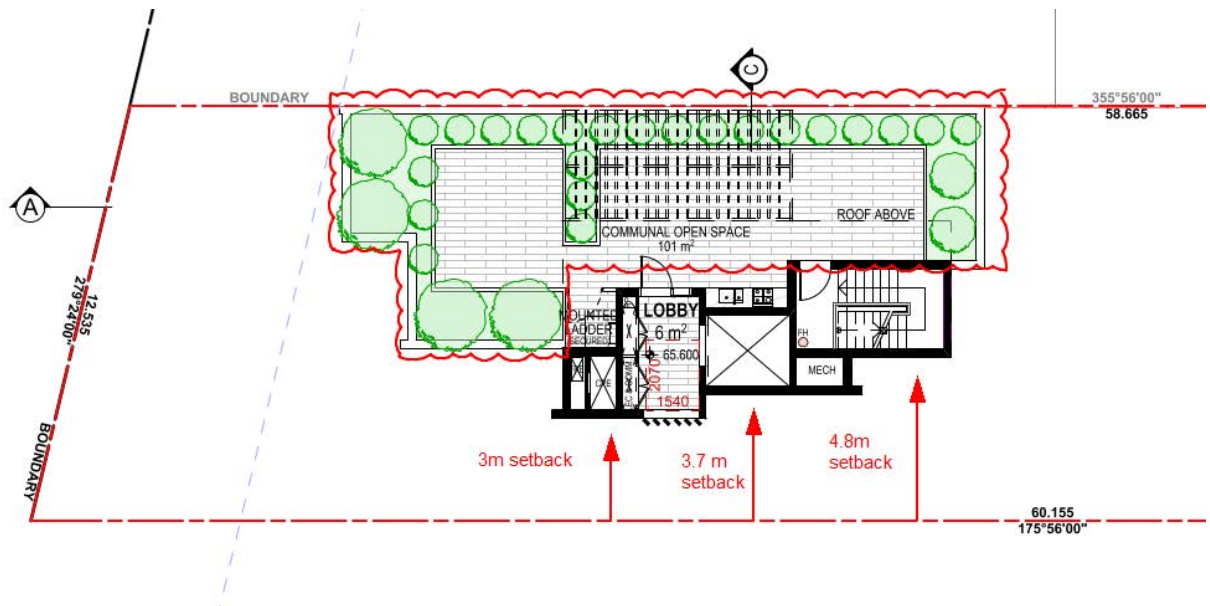 C
BOUNDARY
355°56'00"
58.665
A
ROOF ABOVE
COMMUNAL OPEN SPACE
101 m²
12.535
279°24'00"
MOUNTED
LADDER
SECURED
LOBBY
6 m²
65.600
FH
MECH
2070
1540
BOUNDARY
3m setback
3.7 m
setback
4.8m
setback
60.155
175°56'00"